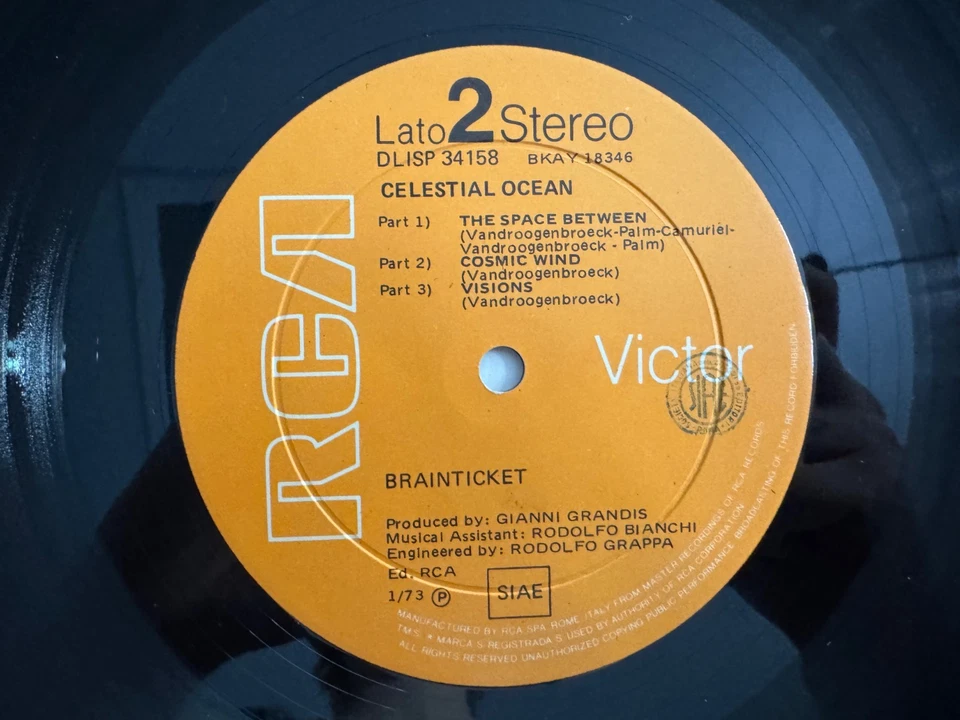 Lato 2 Stereo
DLISP 34158 BKAY 18346
CELESTIAL OCEAN
Part 1) THE SPACE BETWEEN
(Vandroogenbroeck-Palm-Camuriel-
Vandroogenbroeck - Palm)
Part 2) COSMIC WIND
(Vandroogenbroeck)
Part 3) VISIONS
(Vandroogenbroeck)
RCA
Victor
BRAINTICKET
Produced by: GIANNI GRANDIS
Musical Assistant: RODOLFO BIANCHI
Engineered by: RODOLFO GRAPPA
Ed. RCA
1/73 Ⓟ SIAE
MANUFACTURED BY RCA SPA ROME ITALY FROM MASTER RECORDINGS OF RCA RECORDS
TMS. * MARCA S REGISTRADA S USED BY AUTHORITY OF RCA CORPORATION
ALL RIGHTS RESERVED UNAUTHORIZED COPYING PUBLIC PERFORMANCE BROADCASTING OF THIS RECORD FORBIDDEN